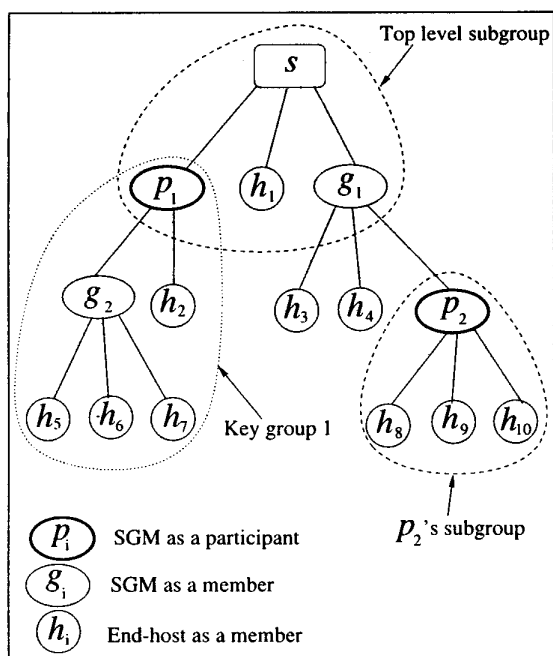 Top level subgroup
s
p1 h1 g1
g2 h2 h3 h4 p2
h5 h6 h7 h8 h9 h10
Key group 1
p2's subgroup
pi SGM as a participant
gi SGM as a member
hi End-host as a member